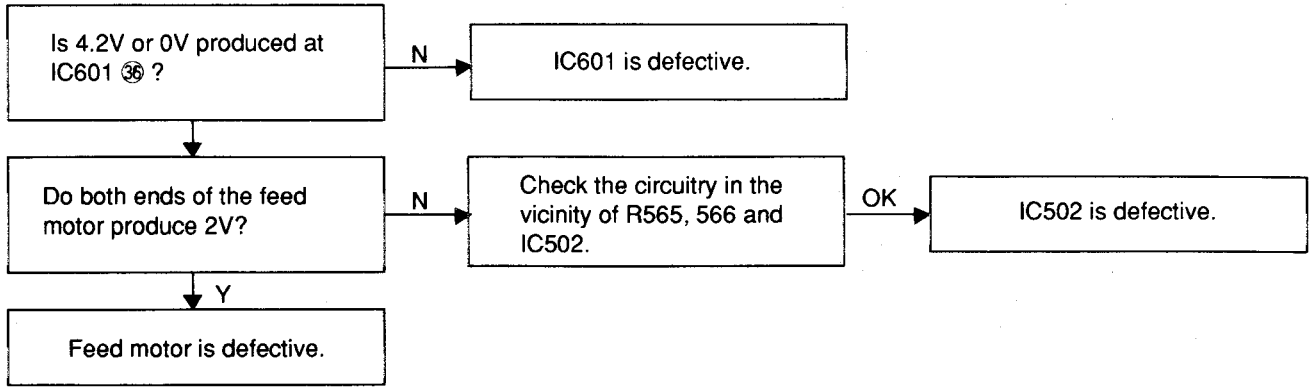 Is 4.2V or 0V produced at
IC601 ㊱ ?
N
IC601 is defective.
Do both ends of the feed
motor produce 2V?
N
Check the circuitry in the
vicinity of R565, 566 and
IC502.
OK
IC502 is defective.
Y
Feed motor is defective.